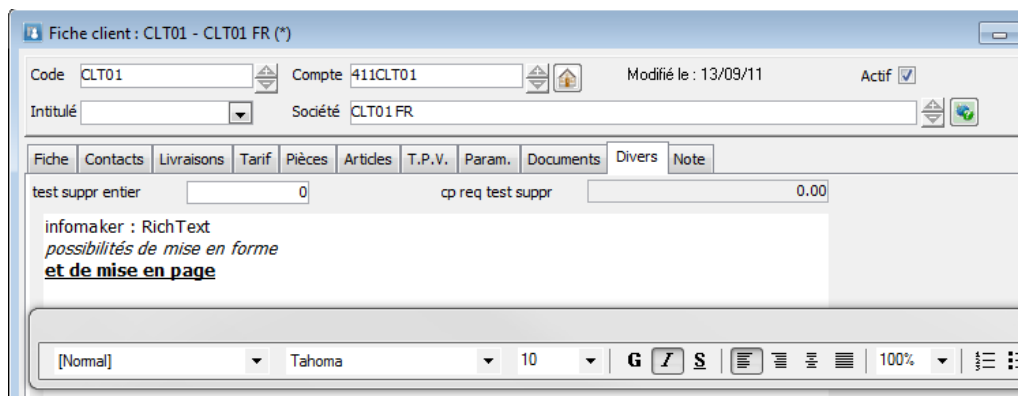 Fiche client : CLT01 - CLT01 FR (*)
Code CLT01 Compte 411CLT01 Modifié le : 13/09/11 Actif
Intitulé Société CLT01 FR
Fiche Contacts Livraisons Tarif Pièces Articles T.P.V. Param. Documents Divers Note
test suppr entier 0 cp req test suppr 0.00
infomaker : RichText
possibilités de mise en forme
et de mise en page
[Normal] Tahoma 10 G I S 100%